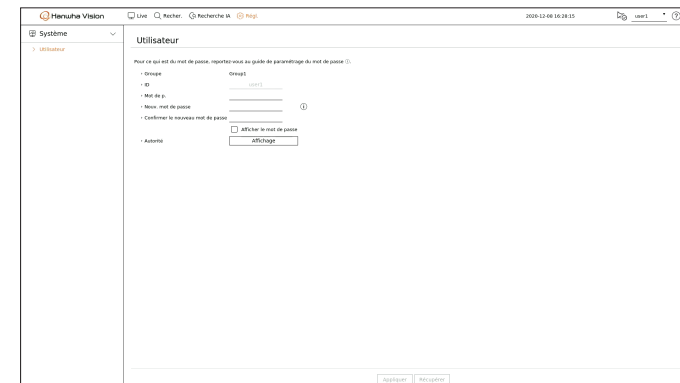 Hanwha Vision
Live Recher. Recherche IA Régl.
2020-12-08 16:28:15
user1
Système
Utilisateur
Utilisateur
Pour ce qui est du mot de passe, reportez-vous au guide de paramétrage du mot de passe ⓘ.
Groupe Group1
ID user1
Mot de p.
Nouv. mot de passe
Confirmer le nouveau mot de passe
Afficher le mot de passe
Autorité Affichage
Appliquer Récupérer